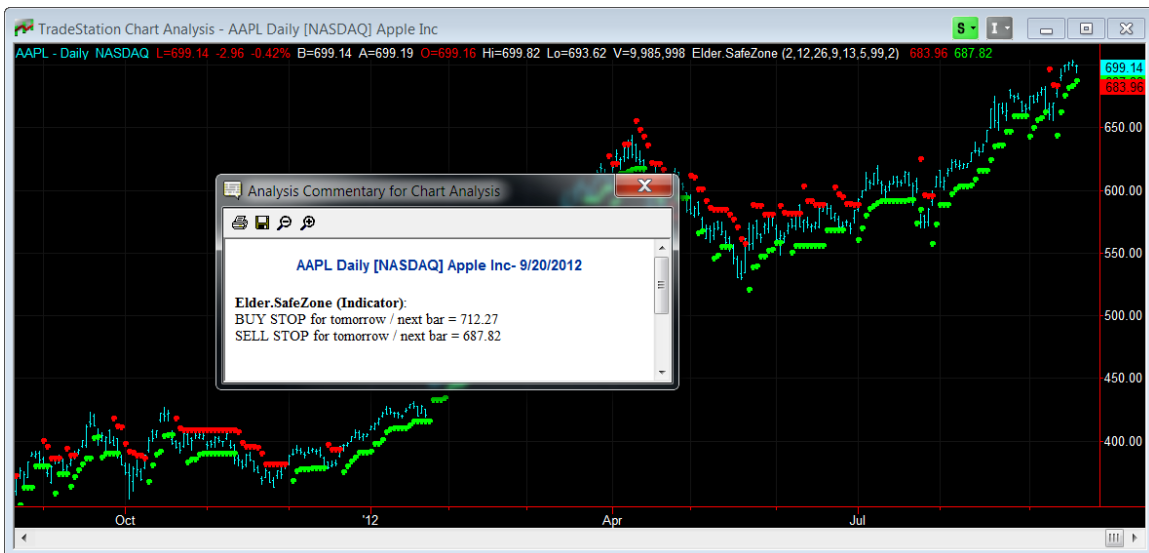 TradeStation Chart Analysis - AAPL Daily [NASDAQ] Apple Inc
S
I
AAPL - Daily NASDAQ L=699.14 -2.96 -0.42% B=699.14 A=699.19 O=699.16 Hi=699.82 Lo=693.62 V=9,985,998 Elder.SafeZone (2,12,26,9,13,5,99,2) 683.96 687.82
699.14
683.96
650.00
600.00
550.00
500.00
450.00
400.00
Analysis Commentary for Chart Analysis
X
AAPL Daily [NASDAQ] Apple Inc- 9/20/2012
Elder.SafeZone (Indicator):
BUY STOP for tomorrow / next bar = 712.27
SELL STOP for tomorrow / next bar = 687.82
Oct '12 Apr Jul